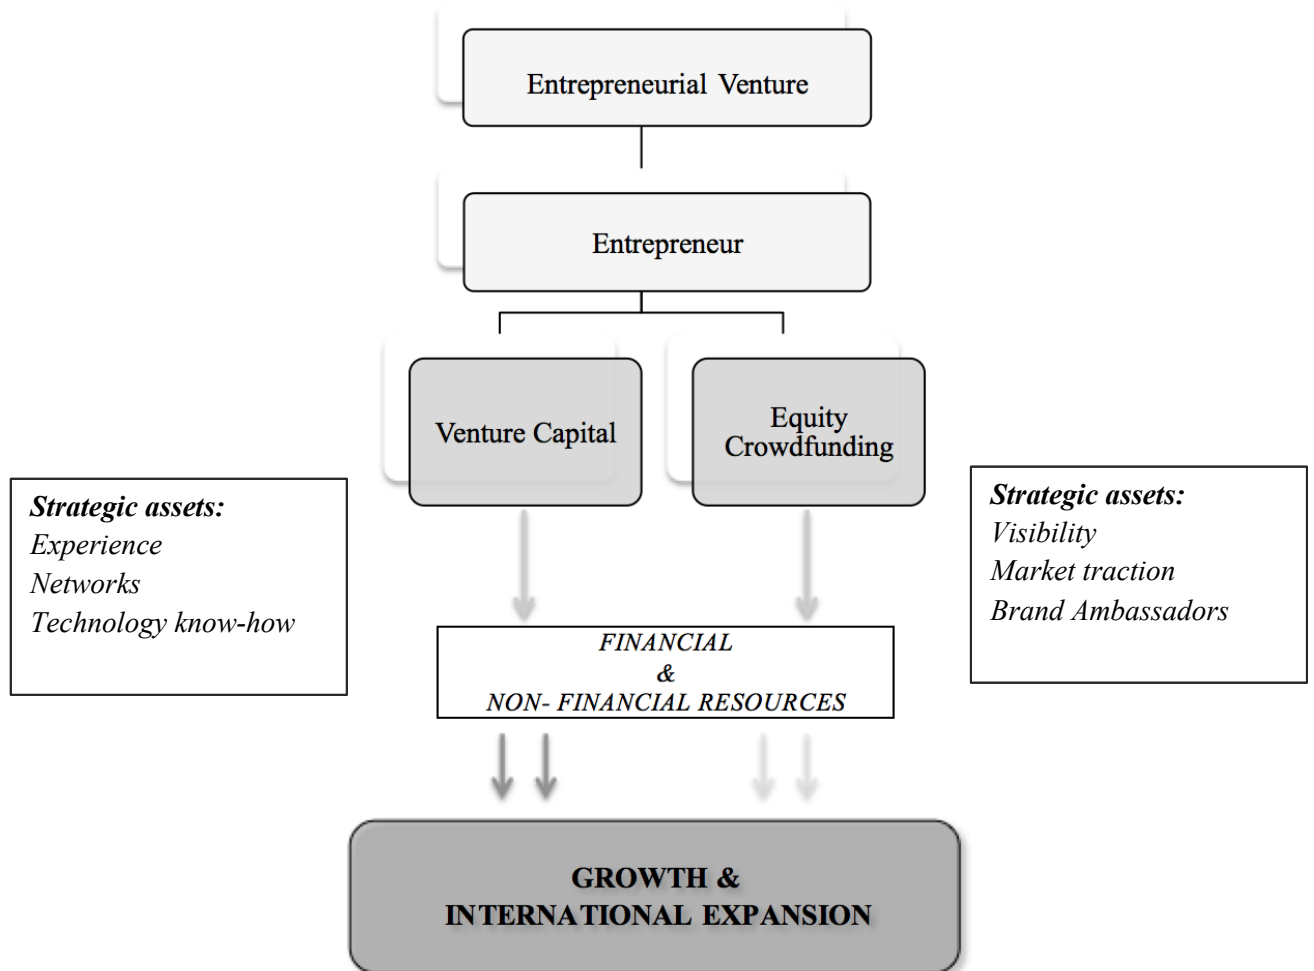 Entrepreneurial Venture
Entrepreneur
Venture Capital
Equity
Crowdfunding
Strategic assets:
Experience
Networks
Technology know-how
Strategic assets:
Visibility
Market traction
Brand Ambassadors
FINANCIAL
&
NON- FINANCIAL RESOURCES
GROWTH &
INTERNATIONAL EXPANSION